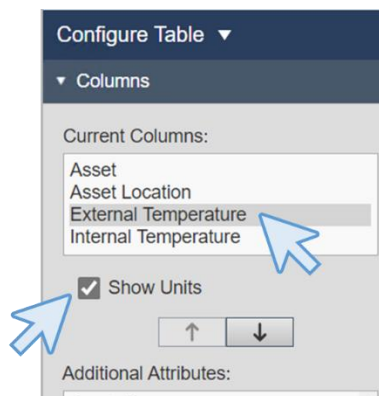 Configure Table ▼
▾ Columns
Current Columns:
Asset
Asset Location
External Temperature
Internal Temperature
Show Units
↑ ↓
Additional Attributes: